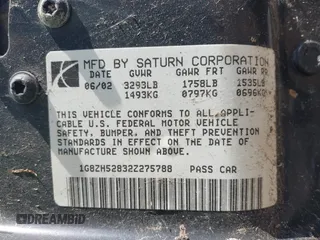 MFD BY SATURN CORPORATION
DATE GVWR GAWR FRT GAWR RR
06/02 3293LB 1758LB 1535LB
1493KG 0797KG 0696KG
THIS VEHICLE CONFORMS TO ALL APPLI-
CABLE U.S. FEDERAL MOTOR VEHICLE
SAFETY, BUMPER, AND THEFT PREVENTION
STANDARDS IN EFFECT ON THE DATE OF
MANUFACTURE SHOWN ABOVE.
1G8ZH52832Z275788 PASS CAR
DREAMBID